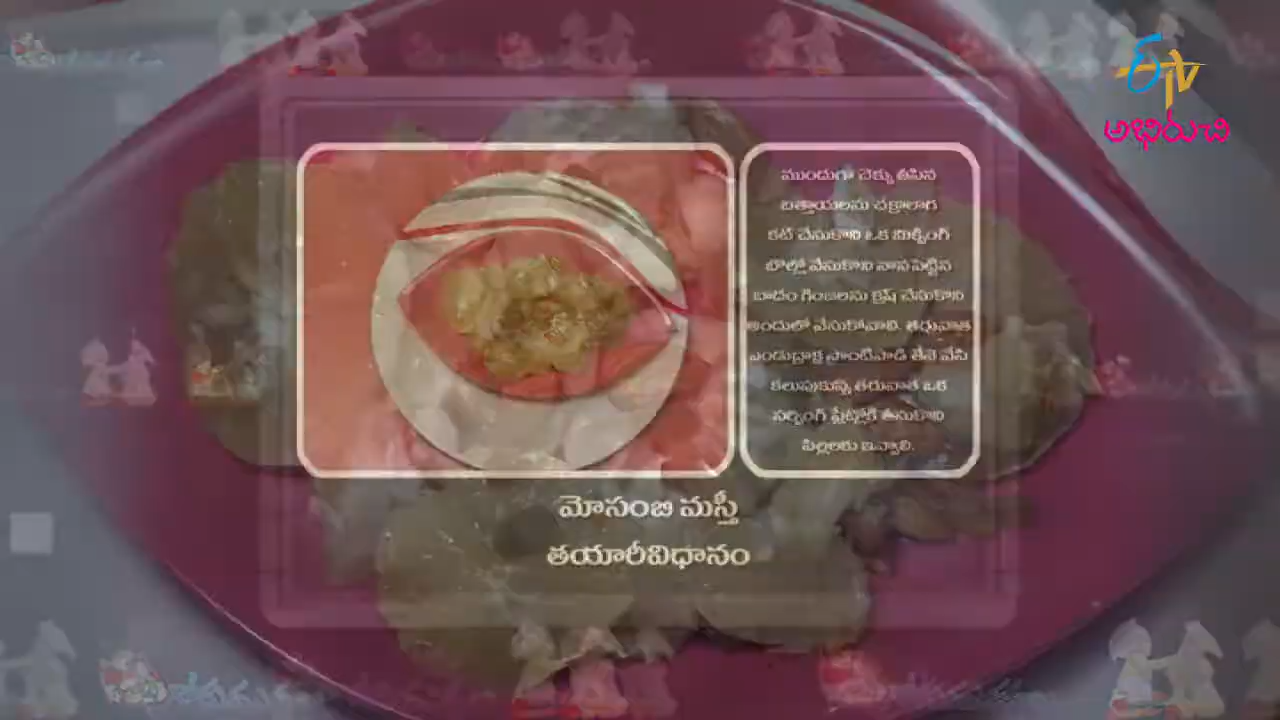 ETV
అభిరుచి
ముందుగా చెక్కు తీసిన
బత్తాయిలను చక్రాలాగ
కట్ చేసుకొని ఒక మిక్సింగ్
బౌల్లో వేసుకొని నానపెట్టిన
బాదం గింజలను క్రష్ చేసుకొని
అందులో వేసుకోవాలి. తరువాత
ఎండుద్రాక్ష సొంటిపొడి తేనె వేసి
కలుపుకున్న తరువాత ఒక
సర్వింగ్ ప్లేట్లోకి తీసుకొని
పిల్లలకు ఇవ్వాలి.
మోసంబి మస్తీ
తయారీవిధానం